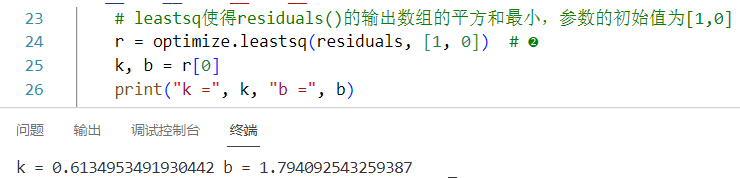 23 # leastsq使得residuals()的输出数组的平方和最小，参数的初始值为[1,0]
24 r = optimize.leastsq(residuals, [1, 0])  # ❷
25 k, b = r[0]
26 print("k =", k, "b =", b)
问题 输出 调试控制台 终端
k = 0.6134953491930442 b = 1.794092543259387